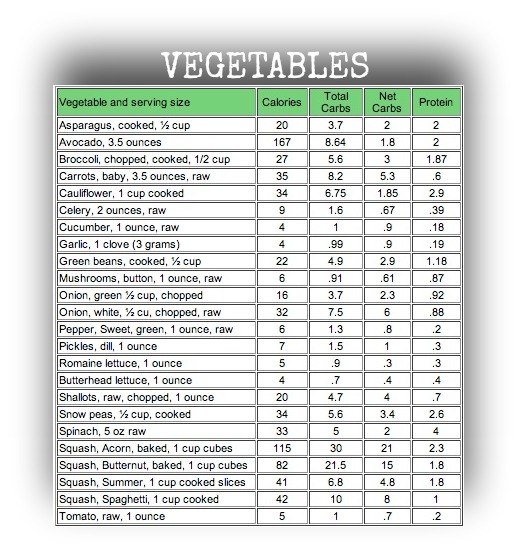 VEGETABLES
Vegetable and serving size Calories Total Carbs Net Carbs Protein
Asparagus, cooked, ½ cup 20 3.7 2 2
Avocado, 3.5 ounces 167 8.64 1.8 2
Broccoli, chopped, cooked, 1/2 cup 27 5.6 3 1.87
Carrots, baby, 3.5 ounces, raw 35 8.2 5.3 .6
Cauliflower, 1 cup cooked 34 6.75 1.85 2.9
Celery, 2 ounces, raw 9 1.6 .67 .39
Cucumber, 1 ounce, raw 4 1 .9 .18
Garlic, 1 clove (3 grams) 4 .99 .9 .19
Green beans, cooked, ½ cup 22 4.9 2.9 1.18
Mushrooms, button, 1 ounce, raw 6 .91 .61 .87
Onion, green ½ cup, chopped 16 3.7 2.3 .92
Onion, white, ½ cu, chopped, raw 32 7.5 6 .88
Pepper, Sweet, green, 1 ounce, raw 6 1.3 .8 .2
Pickles, dill, 1 ounce 7 1.5 1 .3
Romaine lettuce, 1 ounce 5 .9 .3 .3
Butterhead lettuce, 1 ounce 4 .7 .4 .4
Shallots, raw, chopped, 1 ounce 20 4.7 4 .7
Snow peas, ½ cup, cooked 34 5.6 3.4 2.6
Spinach, 5 oz raw 33 5 2 4
Squash, Acorn, baked, 1 cup cubes 115 30 21 2.3
Squash, Butternut, baked, 1 cup cubes 82 21.5 15 1.8
Squash, Summer, 1 cup cooked slices 41 6.8 4.8 1.8
Squash, Spaghetti, 1 cup cooked 42 10 8 1
Tomato, raw, 1 ounce 5 1 .7 .2